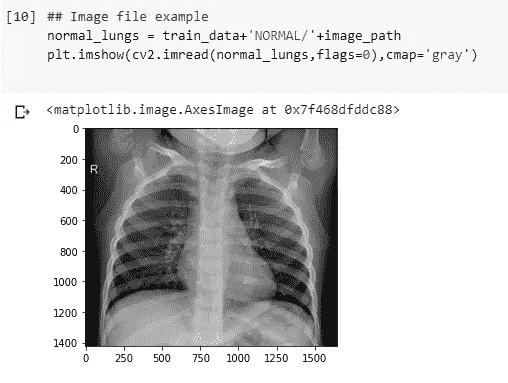 [10] ## Image file example
normal_lungs = train_data+'NORMAL/'+image_path
plt.imshow(cv2.imread(normal_lungs,flags=0),cmap='gray')
<matplotlib.image.AxesImage at 0x7f468dfddc88>
0
200
R
400
600
800
1000
1200
1400
0 250 500 750 1000 1250 1500